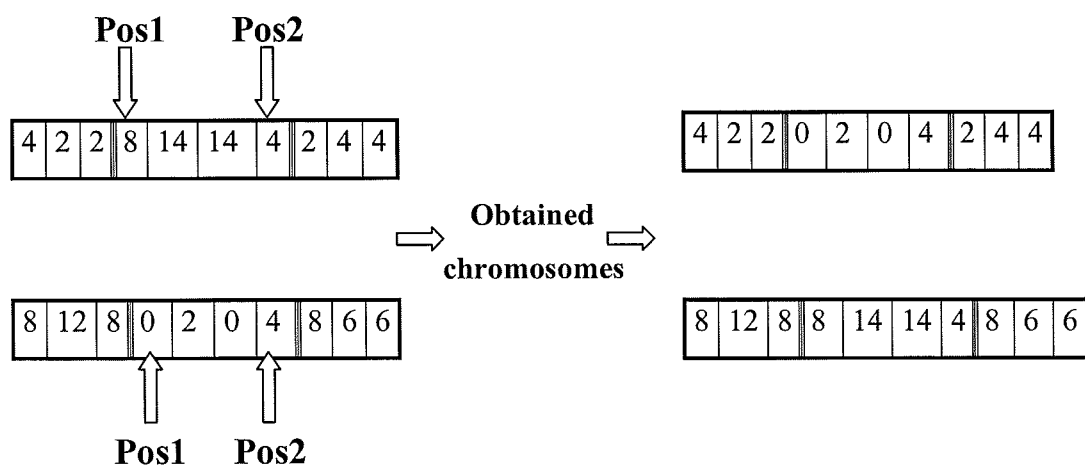 Pos1 Pos2
4 2 2 8 14 14 4 2 4 4
4 2 2 0 2 0 4 2 4 4
Obtained
chromosomes
8 12 8 0 2 0 4 8 6 6
8 12 8 8 14 14 4 8 6 6
Pos1 Pos2